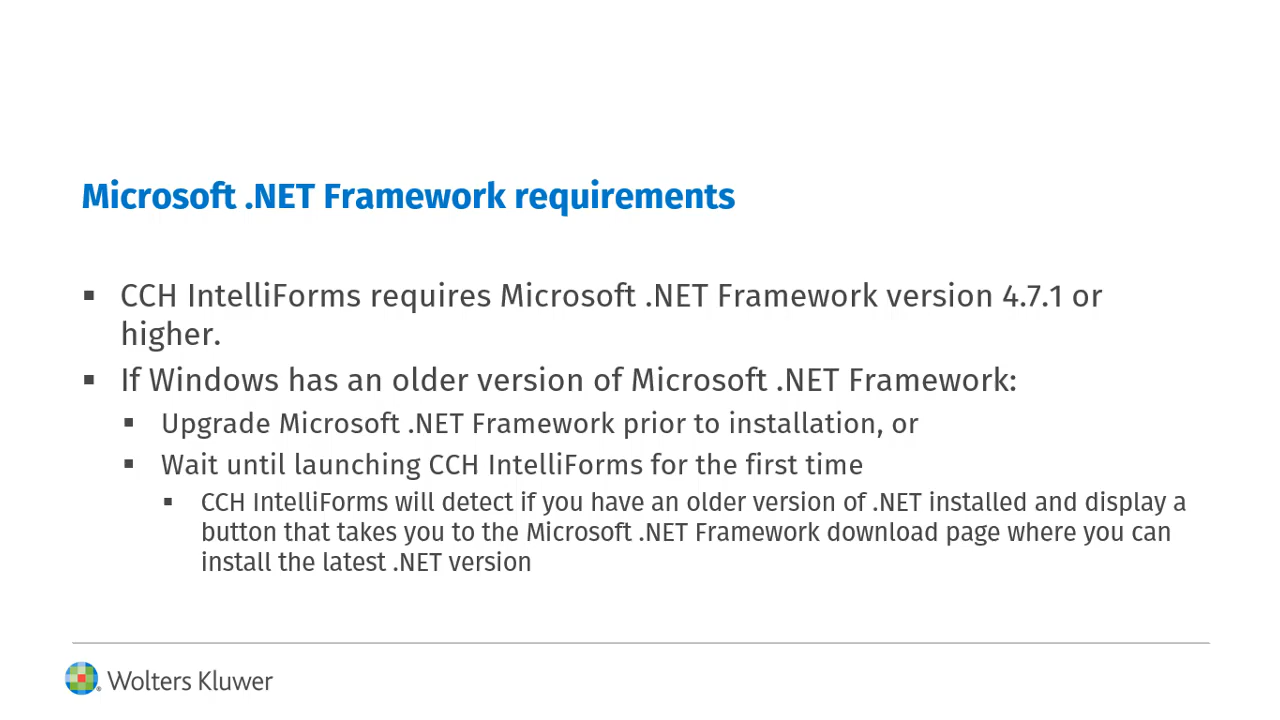 Microsoft .NET Framework requirements
▪ CCH IntelliForms requires Microsoft .NET Framework version 4.7.1 or
higher.
▪ If Windows has an older version of Microsoft .NET Framework:
▪ Upgrade Microsoft .NET Framework prior to installation, or
▪ Wait until launching CCH IntelliForms for the first time
▪ CCH IntelliForms will detect if you have an older version of .NET installed and display a
button that takes you to the Microsoft .NET Framework download page where you can
install the latest .NET version
Wolters Kluwer